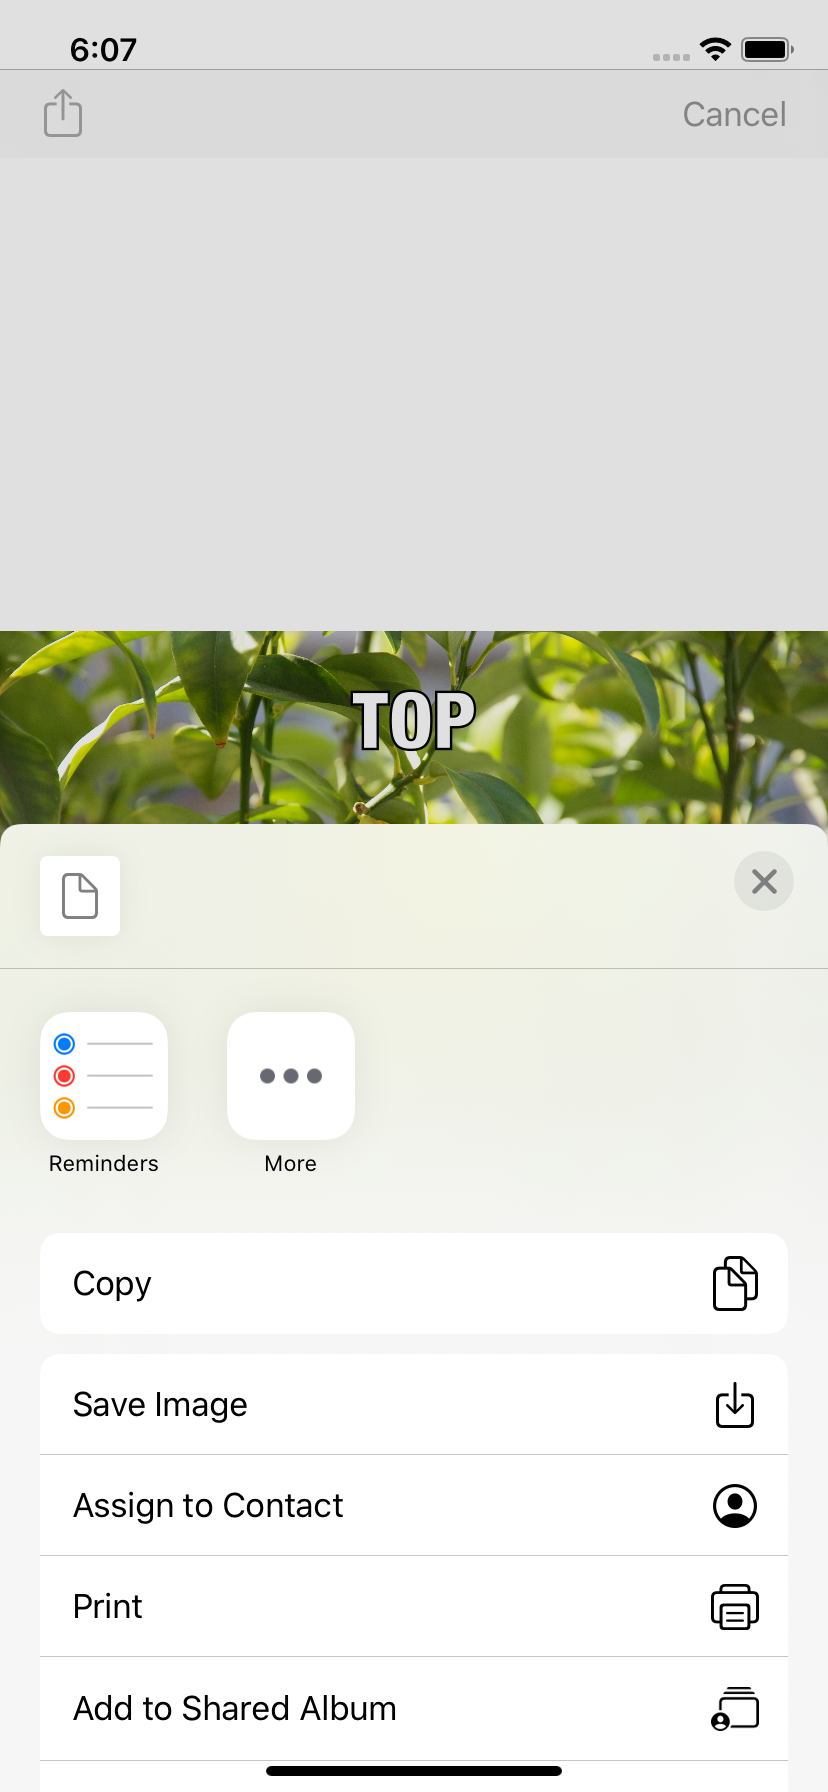 6:07
Cancel
TOP
Reminders
More
Copy
Save Image
Assign to Contact
Print
Add to Shared Album